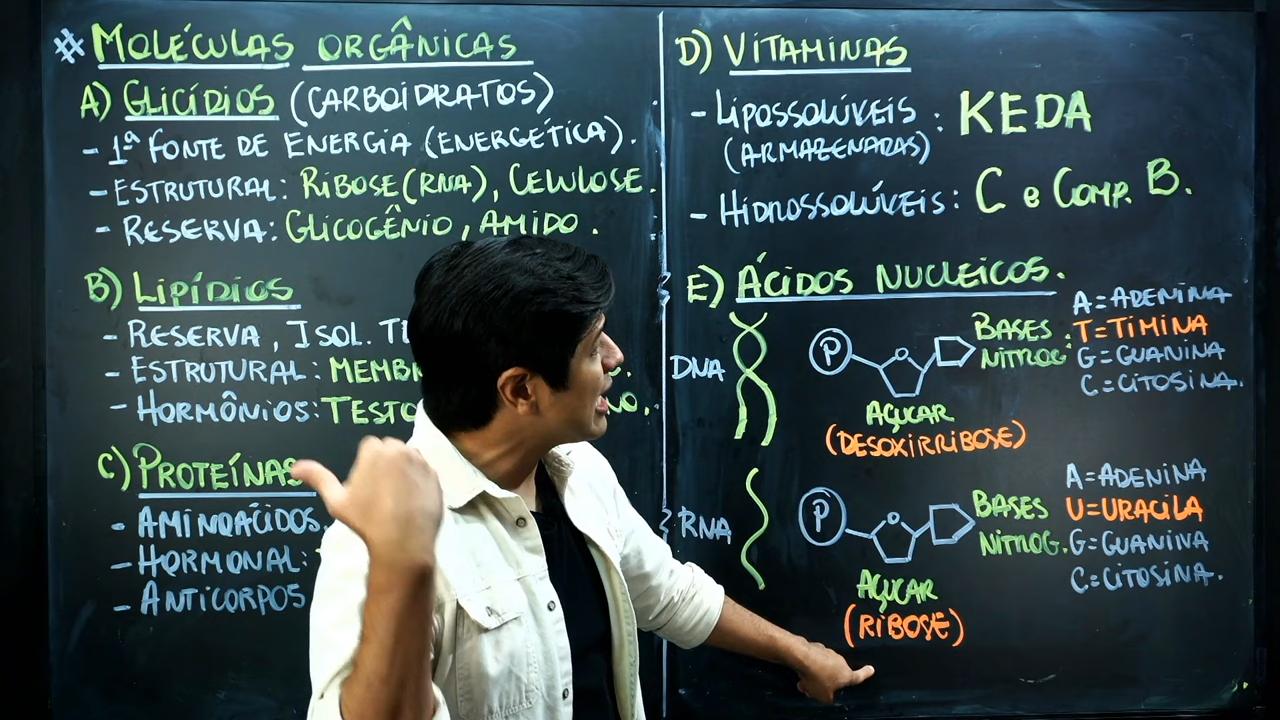 # MOLÉCULAS ORGÂNICAS
A) GLICÍDIOS (CARBOIDRATOS)
- 1ª FONTE DE ENERGIA (ENERGÉTICA).
- ESTRUTURAL: RIBOSE(RNA), CELULOSE.
- RESERVA: GLICOGÊNIO, AMIDO.
B) LIPÍDIOS
- RESERVA, ISOL.
- ESTRUTURAL:
- HORMÔNIOS:
C) PROTEÍNAS
- AMINOÁCIDOS.
- HORMONAL:
- ANTICORPOS
D) VITAMINAS
- LIPOSSOLÚVEIS: KEDA
(ARMAZENADAS)
- HIDROSSOLÚVEIS: C e COMP. B.
E) ÁCIDOS NUCLEICOS.
DNA
P
BASES
NITROG:
A=ADENINA
T=TIMINA
G=GUANINA
C=CITOSINA.
AÇUCAR
(DESOXIRRIBOSE)
RNA
P
BASES
NITROG.
A=ADENINA
U=URACILA
G=GUANINA
C=CITOSINA.
AÇUCAR
(RIBOSE)